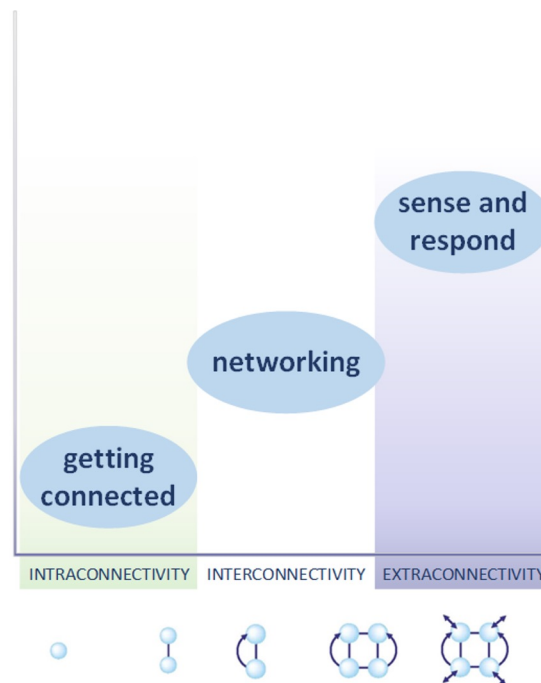 sense and
respond
networking
getting
connected
INTRACONNECTIVITY
INTERCONNECTIVITY
EXTRACONNECTIVITY